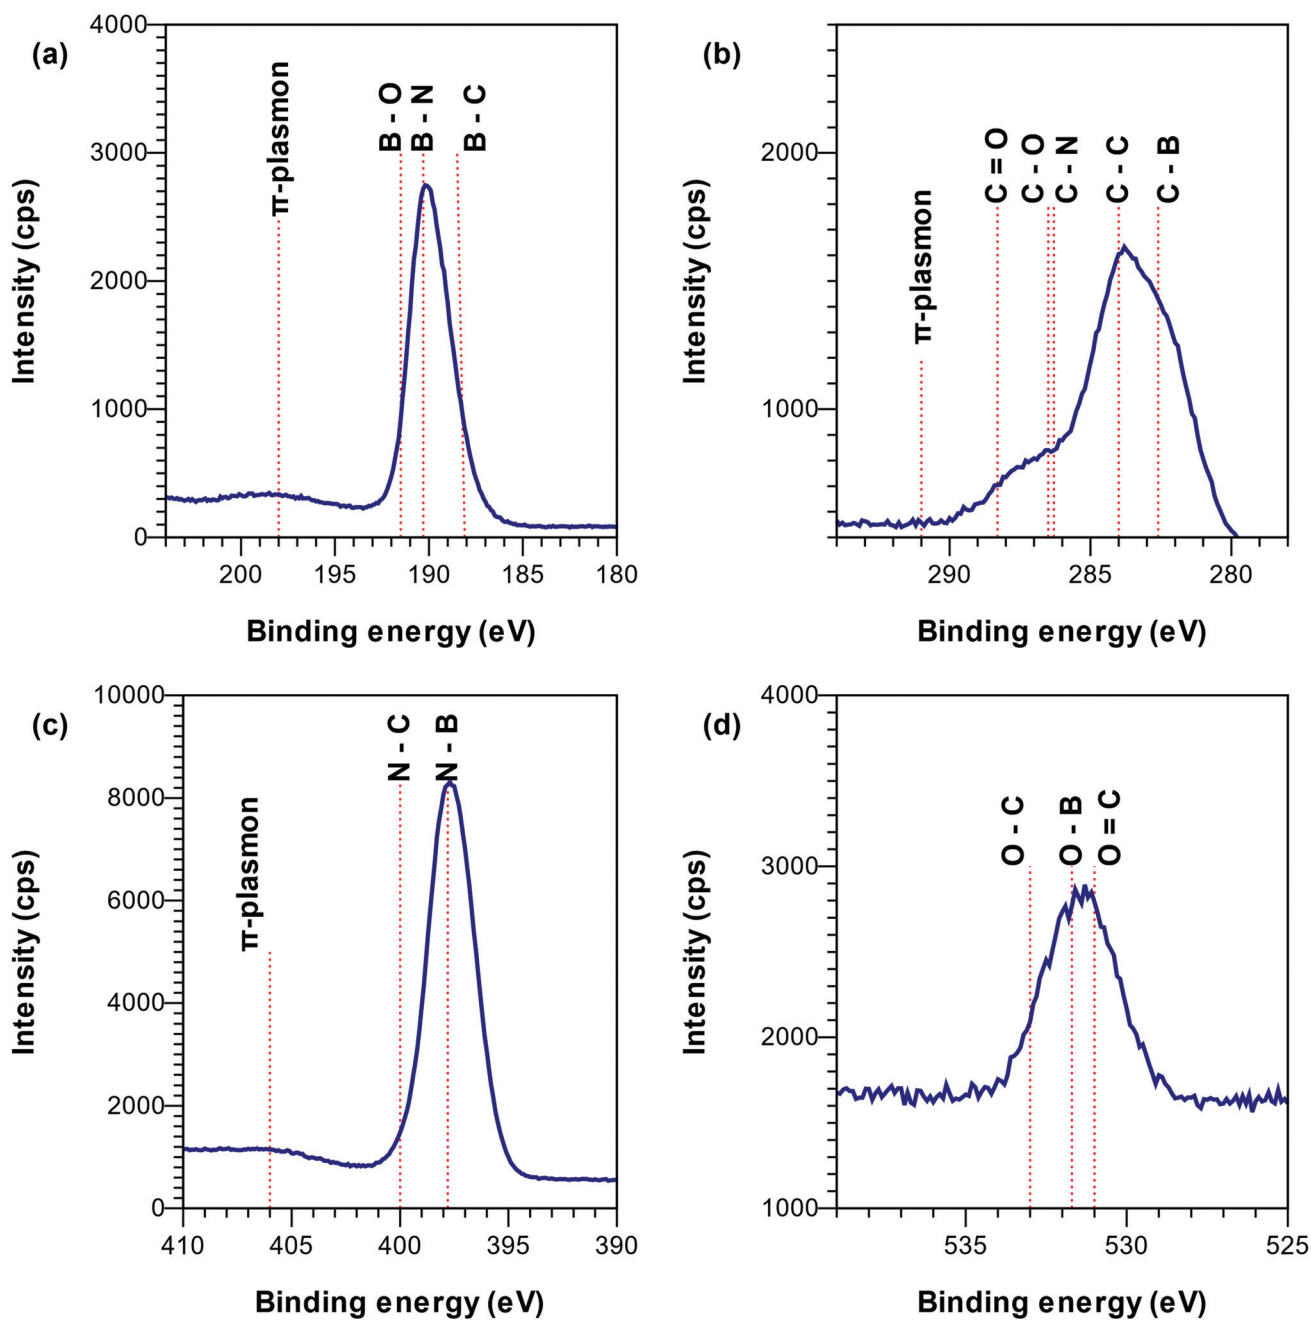 (a)
4000
3000
2000
1000
0
Intensity (cps)
π-plasmon
B - O
B - N
B - C
200
195
190
185
180
Binding energy (eV)
(b)
2000
1000
Intensity (cps)
π-plasmon
C = O
C - O
C - N
C - C
C - B
290
285
280
Binding energy (eV)
(c)
10000
8000
6000
4000
2000
0
Intensity (cps)
π-plasmon
N - C
N - B
410
405
400
395
390
Binding energy (eV)
(d)
4000
3000
2000
1000
Intensity (cps)
O - C
O - B
O = C
535
530
525
Binding energy (eV)